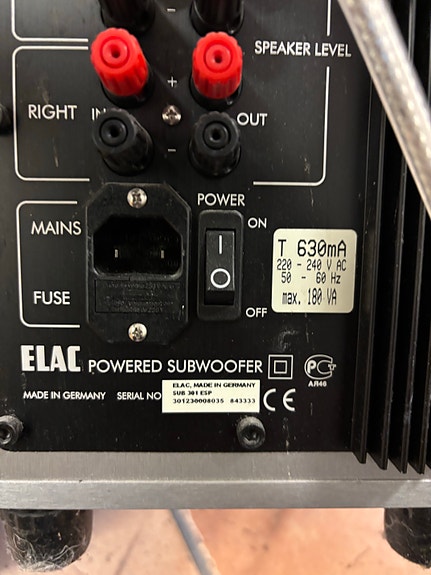 SPEAKER LEVEL
+
RIGHT IN OUT
-
-
POWER
MAINS
ON
I
O
FUSE
OFF
T 630mA
220 - 240 V AC
50 - 60 Hz
max. 180 VA
ELAC POWERED SUBWOOFER
AR46
MADE IN GERMANY SERIAL NO
ELAC, MADE IN GERMANY
SUB 301 ESP
301230008035 843333
CE